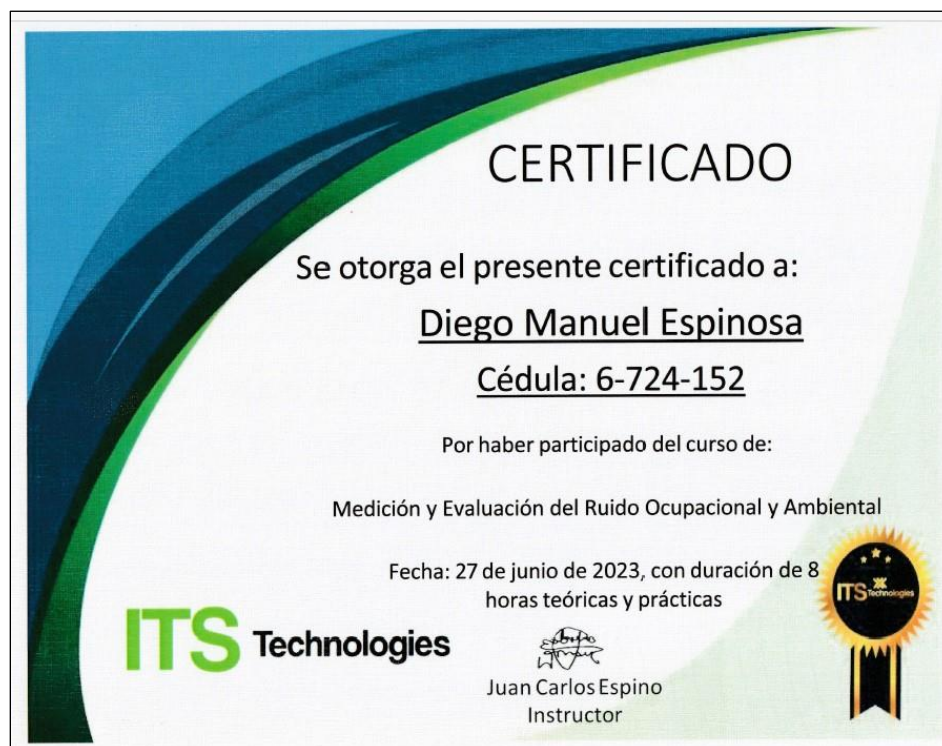 CERTIFICADO
Se otorga el presente certificado a:
Diego Manuel Espinosa
Cédula: 6-724-152
Por haber participado del curso de:
Medición y Evaluación del Ruido Ocupacional y Ambiental
Fecha: 27 de junio de 2023, con duración de 8
horas teóricas y prácticas
ITS Technologies
ITS Technologies
Juan Carlos Espino
Instructor